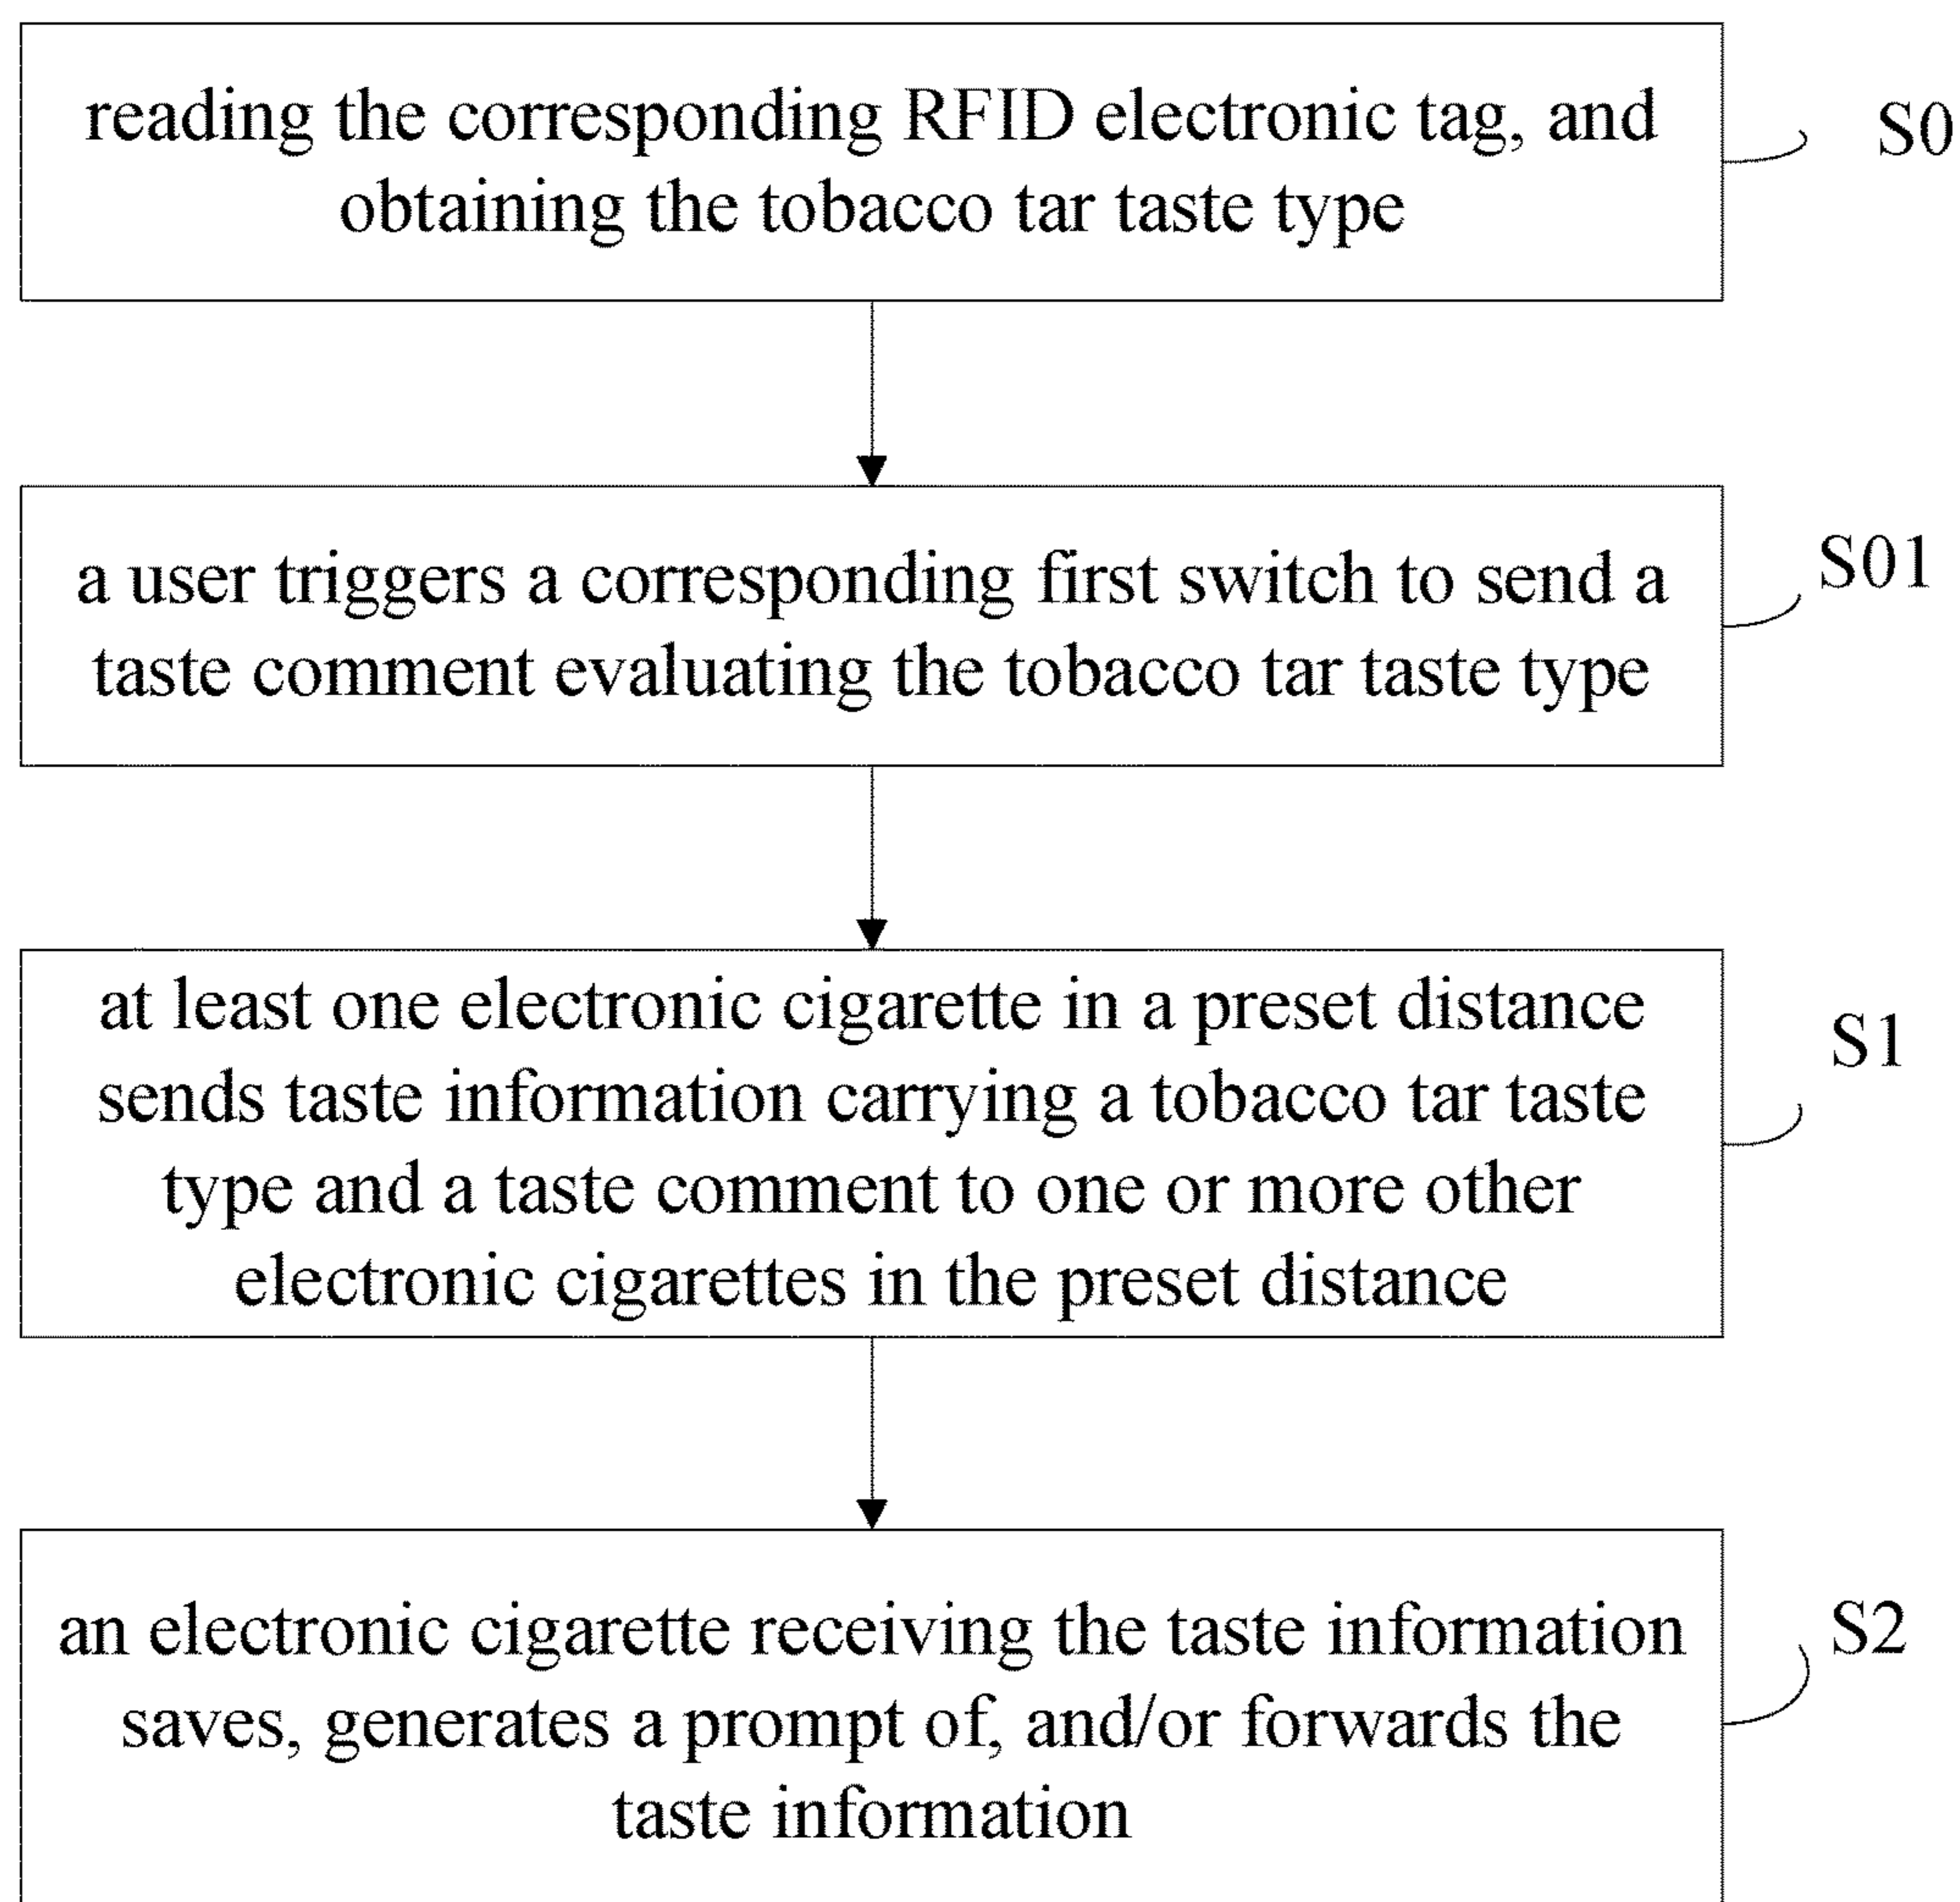 reading the corresponding RFID electronic tag, and
obtaining the tobacco tar taste type
S0
a user triggers a corresponding first switch to send a
taste comment evaluating the tobacco tar taste type
S01
at least one electronic cigarette in a preset distance
sends taste information carrying a tobacco tar taste
type and a taste comment to one or more other
electronic cigarettes in the preset distance
S1
an electronic cigarette receiving the taste information
saves, generates a prompt of, and/or forwards the
taste information
S2